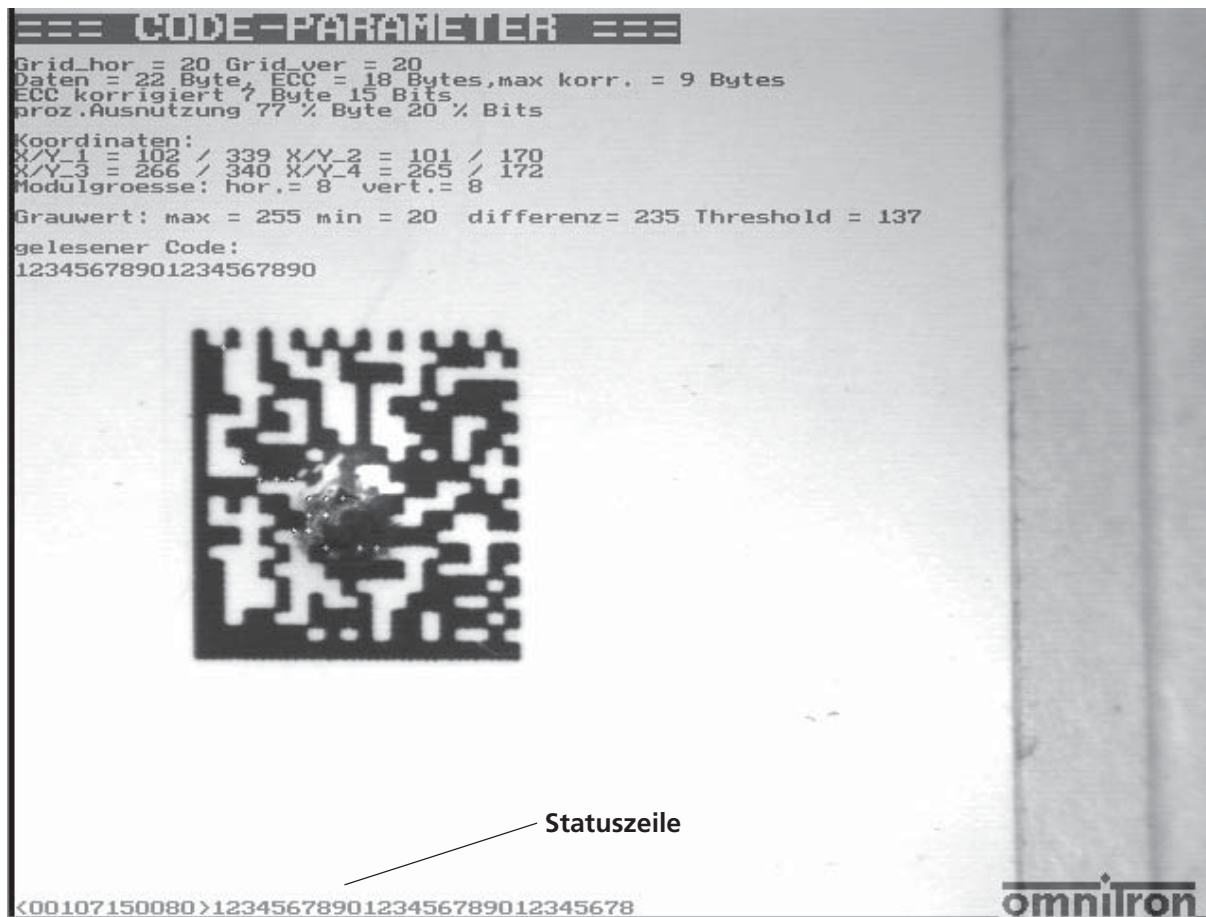 === CODE-PARAMETER ===
Grid_hor = 20 Grid_ver = 20
Daten = 22 Byte, ECC = 18 Bytes,max korr. = 9 Bytes
ECC korrigiert 7 Byte 15 Bits
proz.Ausnutzung 77 % Byte 20 % Bits
Koordinaten:
X/Y_1 = 102 / 339 X/Y_2 = 101 / 170
X/Y_3 = 266 / 340 X/Y_4 = 265 / 172
Modulgroesse: hor.= 8 vert.= 8
Grauwert: max = 255 min = 20 differenz= 235 Threshold = 137
gelesener Code:
12345678901234567890
Statuszeile
<00107150080>1234567890123456789012345678
omnitron